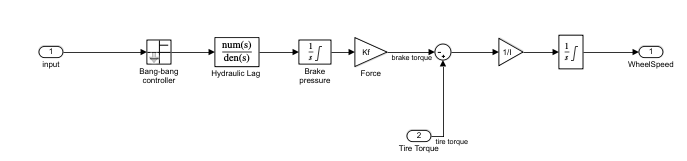 1
input
Bang-bang
controller
num(s)
den(s)
Hydraulic Lag
1
s
Brake
pressure
Kf
Force
brake torque
1/I
1
s
1
WheelSpeed
2
Tire Torque
tire torque